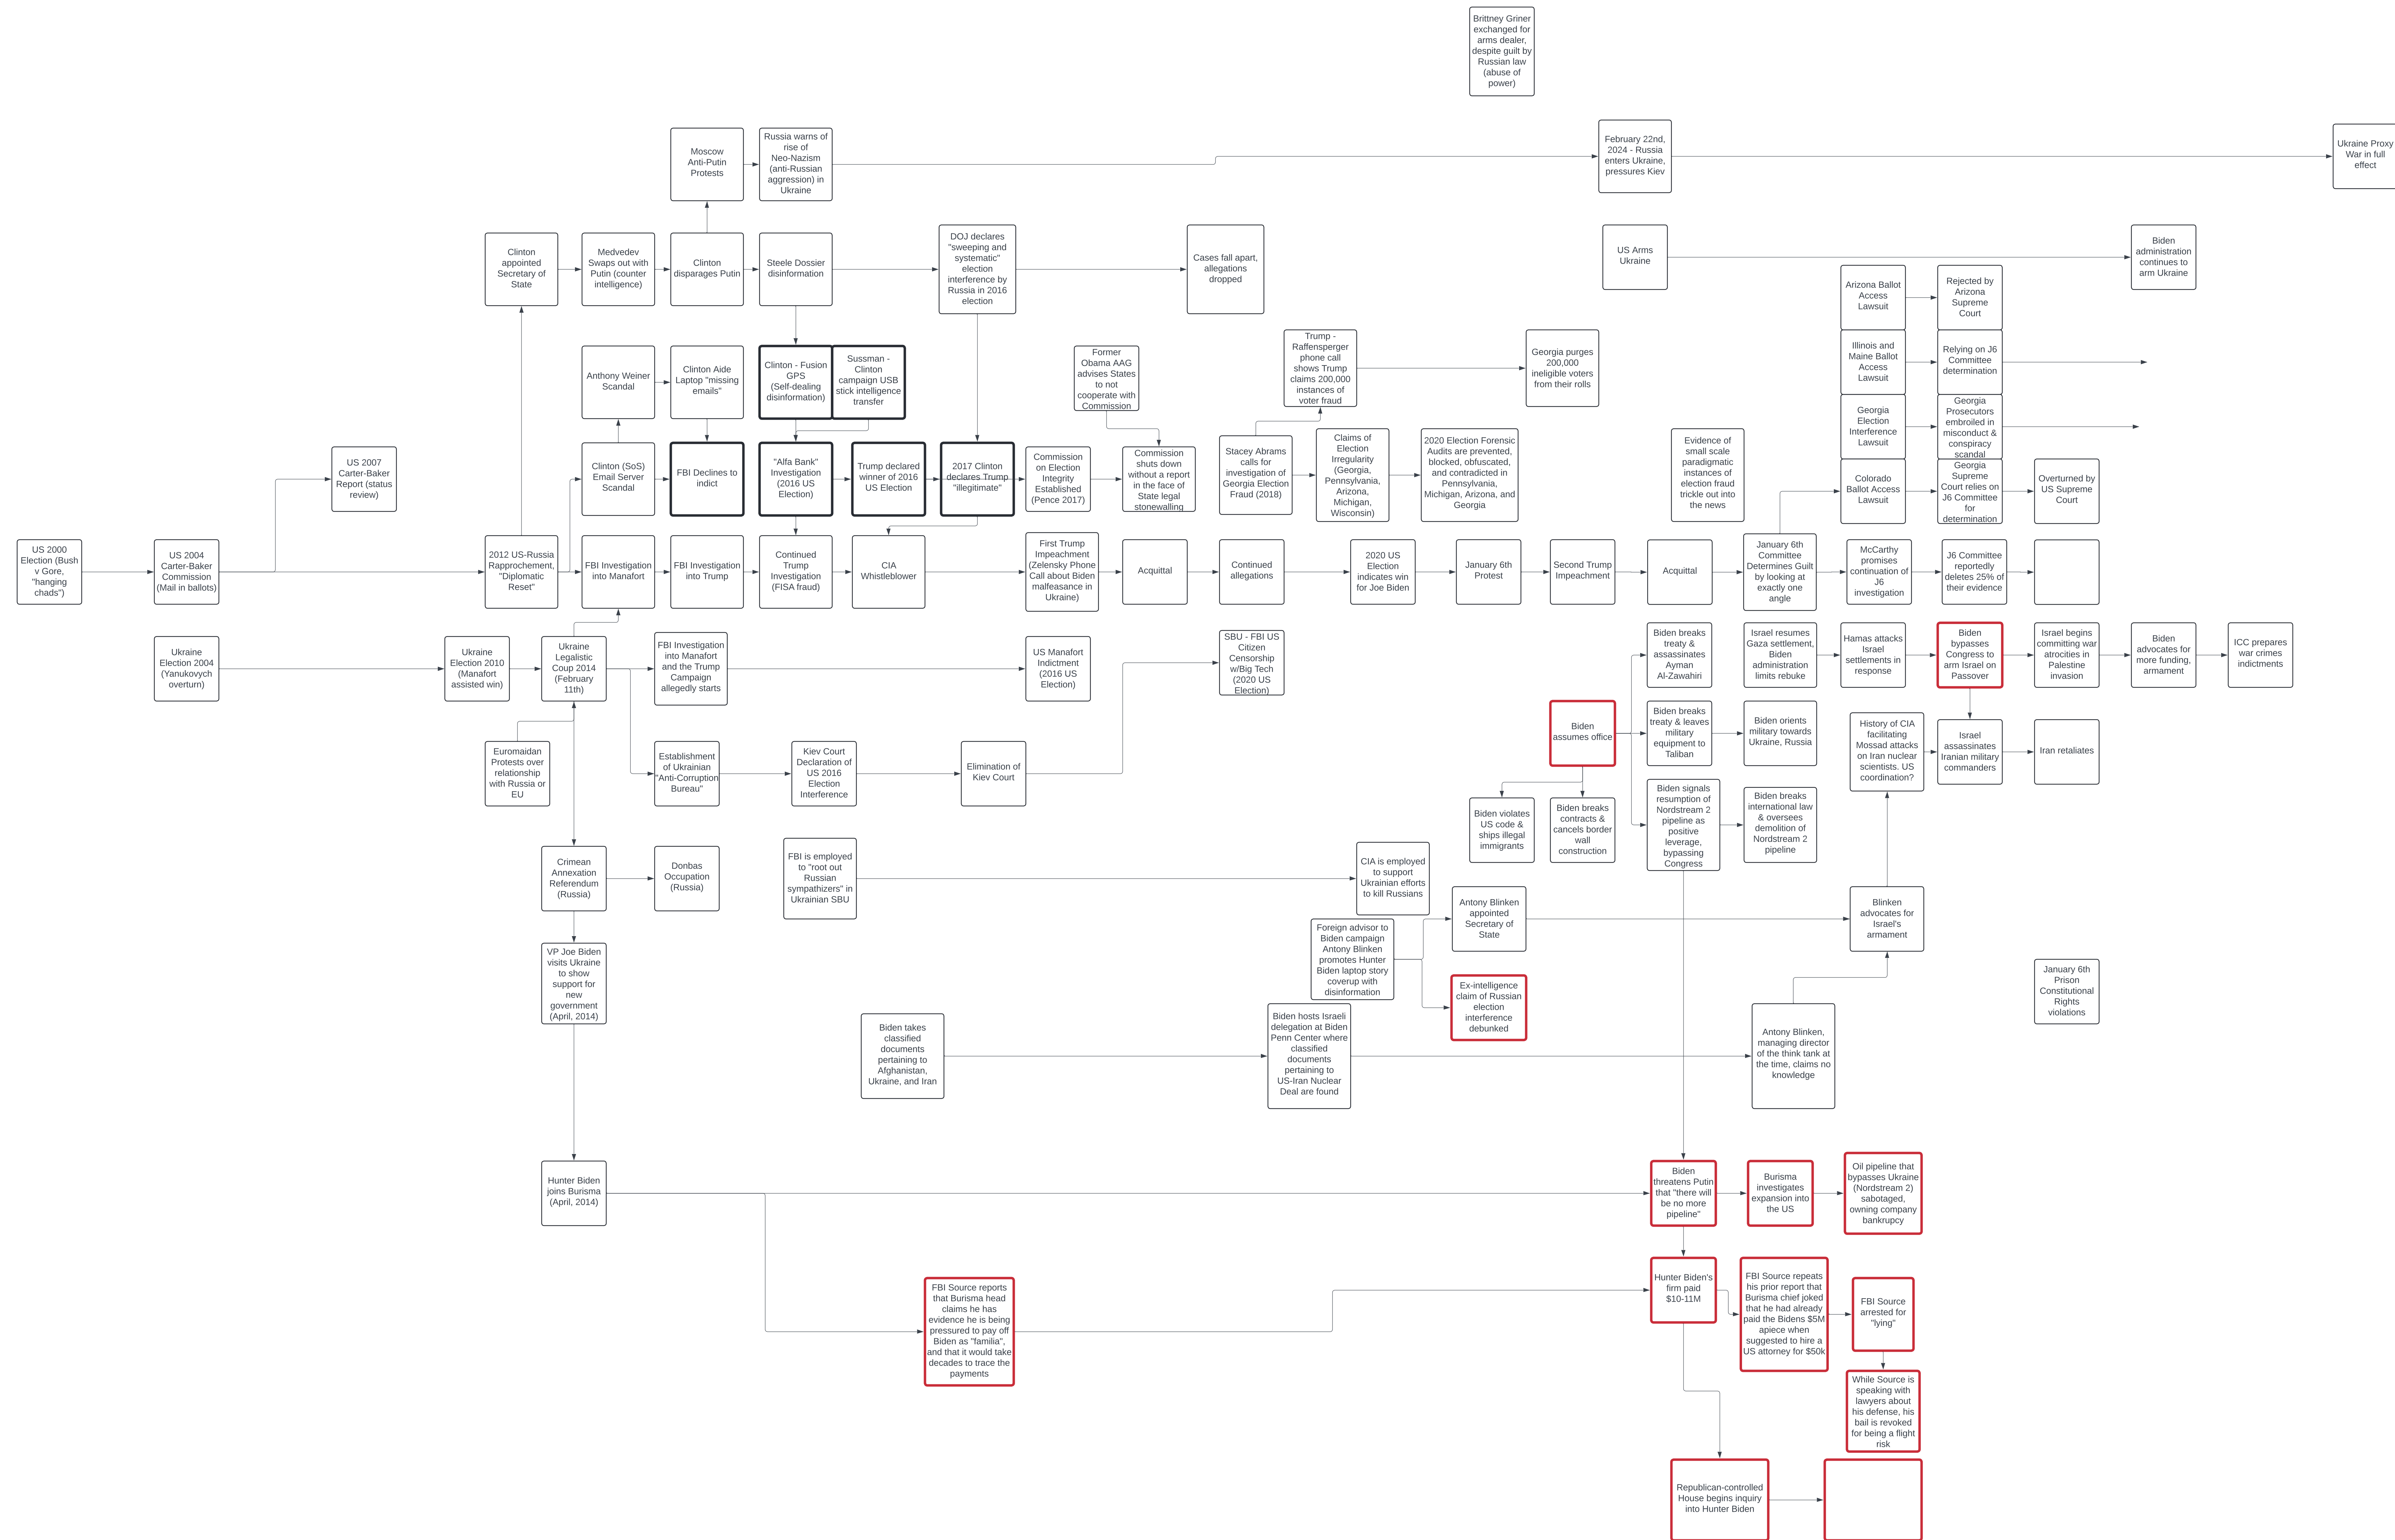 Brittney Griner
exchanged for
arms dealer,
despite guilt by
Russian law
(abuse of
power)
Moscow
Anti-Putin
Protests
Russia warns of
rise of
Neo-Nazism
(anti-Russian
aggression) in
Ukraine
February 22nd,
2024 - Russia
enters Ukraine,
pressures Kiev
Ukraine Proxy
War in full
effect
Clinton
appointed
Secretary of
State
Medvedev
Swaps out with
Putin (counter
intelligence)
Clinton
disparages Putin
Steele Dossier
disinformation
DOJ declares
"sweeping and
systematic"
election
interference by
Russia in 2016
election
Cases fall apart,
allegations
dropped
US Arms
Ukraine
Biden
administration
continues to
arm Ukraine
Arizona Ballot
Access
Lawsuit
Rejected by
Arizona
Supreme
Court
Anthony Weiner
Scandal
Clinton Aide
Laptop "missing
emails"
Clinton - Fusion
GPS
(Self-dealing
disinformation)
Sussman -
Clinton
campaign USB
stick intelligence
transfer
Former
Obama AAG
advises States
to not
cooperate with
Commission
Trump -
Raffensperger
phone call
shows Trump
claims 200,000
instances of
voter fraud
Georgia purges
200,000
ineligible voters
from their rolls
Illinois and
Maine Ballot
Access
Lawsuit
Relying on J6
Committee
determination
Georgia
Election
Interference
Lawsuit
Georgia
Prosecutors
embroiled in
misconduct &
conspiracy
scandal
US 2007
Carter-Baker
Report (status
review)
Clinton (SoS)
Email Server
Scandal
FBI Declines to
indict
"Alfa Bank"
Investigation
(2016 US
Election)
Trump declared
winner of 2016
US Election
2017 Clinton
declares Trump
"illegitimate"
Commission
on Election
Integrity
Established
(Pence 2017)
Commission
shuts down
without a report
in the face of
State legal
stonewalling
Stacey Abrams
calls for
investigation of
Georgia Election
Fraud (2018)
Claims of
Election
Irregularity
(Georgia,
Pennsylvania,
Arizona,
Michigan,
Wisconsin)
2020 Election Forensic
Audits are prevented,
blocked, obfuscated,
and contradicted in
Pennsylvania,
Michigan, Arizona, and
Georgia
Evidence of
small scale
paradigmatic
instances of
election fraud
trickle out into
the news
Colorado
Ballot Access
Lawsuit
Georgia
Supreme
Court relies on
J6 Committee
for
determination
Overturned by
US Supreme
Court
US 2000
Election (Bush
v Gore,
"hanging
chads")
US 2004
Carter-Baker
Commission
(Mail in ballots)
2012 US-Russia
Rapprochement,
"Diplomatic
Reset"
FBI Investigation
into Manafort
FBI Investigation
into Trump
Continued
Trump
Investigation
(FISA fraud)
CIA
Whistleblower
First Trump
Impeachment
(Zelensky Phone
Call about Biden
malfeasance in
Ukraine)
Acquittal
Continued
allegations
2020 US
Election
indicates win
for Joe Biden
January 6th
Protest
Second Trump
Impeachment
Acquittal
January 6th
Committee
Determines Guilt
by looking at
exactly one
angle
McCarthy
promises
continuation of
J6
investigation
J6 Committee
reportedly
deletes 25% of
their evidence
Ukraine
Election 2004
(Yanukovych
overturn)
Ukraine
Election 2010
(Manafort
assisted win)
Ukraine
Legalistic
Coup 2014
(February
11th)
FBI Investigation
into Manafort
and the Trump
Campaign
allegedly starts
US Manafort
Indictment
(2016 US
Election)
SBU - FBI US
Citizen
Censorship
w/Big Tech
(2020 US
Election)
Biden breaks
treaty &
assassinates
Ayman
Al-Zawahiri
Israel resumes
Gaza settlement,
Biden
administration
limits rebuke
Hamas attacks
Israel
settlements in
response
Biden
bypasses
Congress to
arm Israel on
Passover
Israel begins
committing war
atrocities in
Palestine
invasion
Biden
advocates for
more funding,
armament
ICC prepares
war crimes
indictments
Euromaidan
Protests over
relationship
with Russia or
EU
Establishment
of Ukrainian
"Anti-Corruption
Bureau"
Kiev Court
Declaration of
US 2016
Election
Interference
Elimination of
Kiev Court
Biden
assumes office
Biden breaks
treaty & leaves
military
equipment to
Taliban
Biden orients
military towards
Ukraine, Russia
History of CIA
facilitating
Mossad attacks
on Iran nuclear
scientists. US
coordination?
Israel
assassinates
Iranian military
commanders
Iran retaliates
Biden violates
US code &
ships illegal
immigrants
Biden breaks
contracts &
cancels border
wall
construction
Biden signals
resumption of
Nordstream 2
pipeline as
positive
leverage,
bypassing
Congress
Biden breaks
international law
& oversees
demolition of
Nordstream 2
pipeline
Crimean
Annexation
Referendum
(Russia)
Donbas
Occupation
(Russia)
FBI is employed
to "root out
Russian
sympathizers" in
Ukrainian SBU
CIA is employed
to support
Ukrainian efforts
to kill Russians
Antony Blinken
appointed
Secretary of
State
Blinken
advocates for
Israel's
armament
Foreign advisor to
Biden campaign
Antony Blinken
promotes Hunter
Biden laptop story
coverup with
disinformation
VP Joe Biden
visits Ukraine
to show
support for
new
government
(April, 2014)
Ex-intelligence
claim of Russian
election
interference
debunked
January 6th
Prison
Constitutional
Rights
violations
Biden takes
classified
documents
pertaining to
Afghanistan,
Ukraine, and Iran
Biden hosts Israeli
delegation at Biden
Penn Center where
classified
documents
pertaining to
US-Iran Nuclear
Deal are found
Antony Blinken,
managing director
of the think tank at
the time, claims no
knowledge
Hunter Biden
joins Burisma
(April, 2014)
Biden
threatens Putin
that "there will
be no more
pipeline"
Burisma
investigates
expansion into
the US
Oil pipeline that
bypasses Ukraine
(Nordstream 2)
sabotaged,
owning company
bankrupcy
FBI Source reports
that Burisma head
claims he has
evidence he is being
pressured to pay off
Biden as "familia",
and that it would take
decades to trace the
payments
Hunter Biden's
firm paid
$10-11M
FBI Source repeats
his prior report that
Burisma chief joked
that he had already
paid the Bidens $5M
apiece when
suggested to hire a
US attorney for $50k
FBI Source
arrested for
"lying"
While Source is
speaking with
lawyers about
his defense, his
bail is revoked
for being a flight
risk
Republican-controlled
House begins inquiry
into Hunter Biden